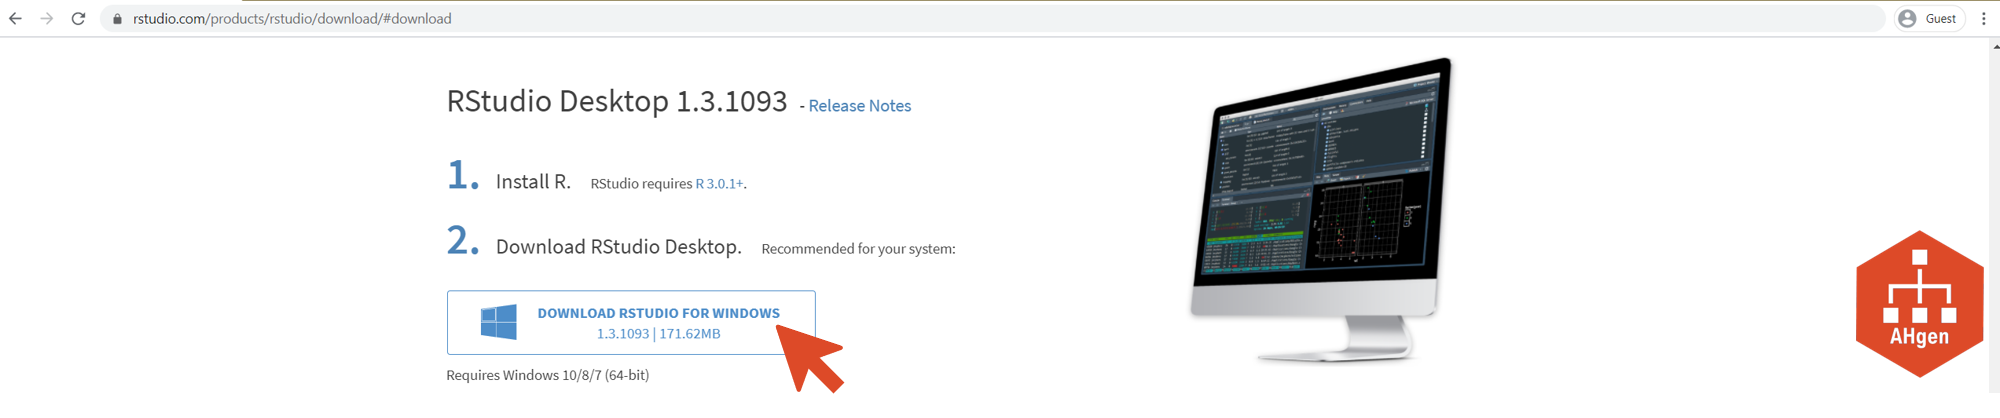 rstudio.com/products/rstudio/download/#download
Guest
RStudio Desktop 1.3.1093 - Release Notes
1. Install R. RStudio requires R 3.0.1+.
2. Download RStudio Desktop. Recommended for your system:
DOWNLOAD RSTUDIO FOR WINDOWS
1.3.1093 | 171.62MB
Requires Windows 10/8/7 (64-bit)
AHgen